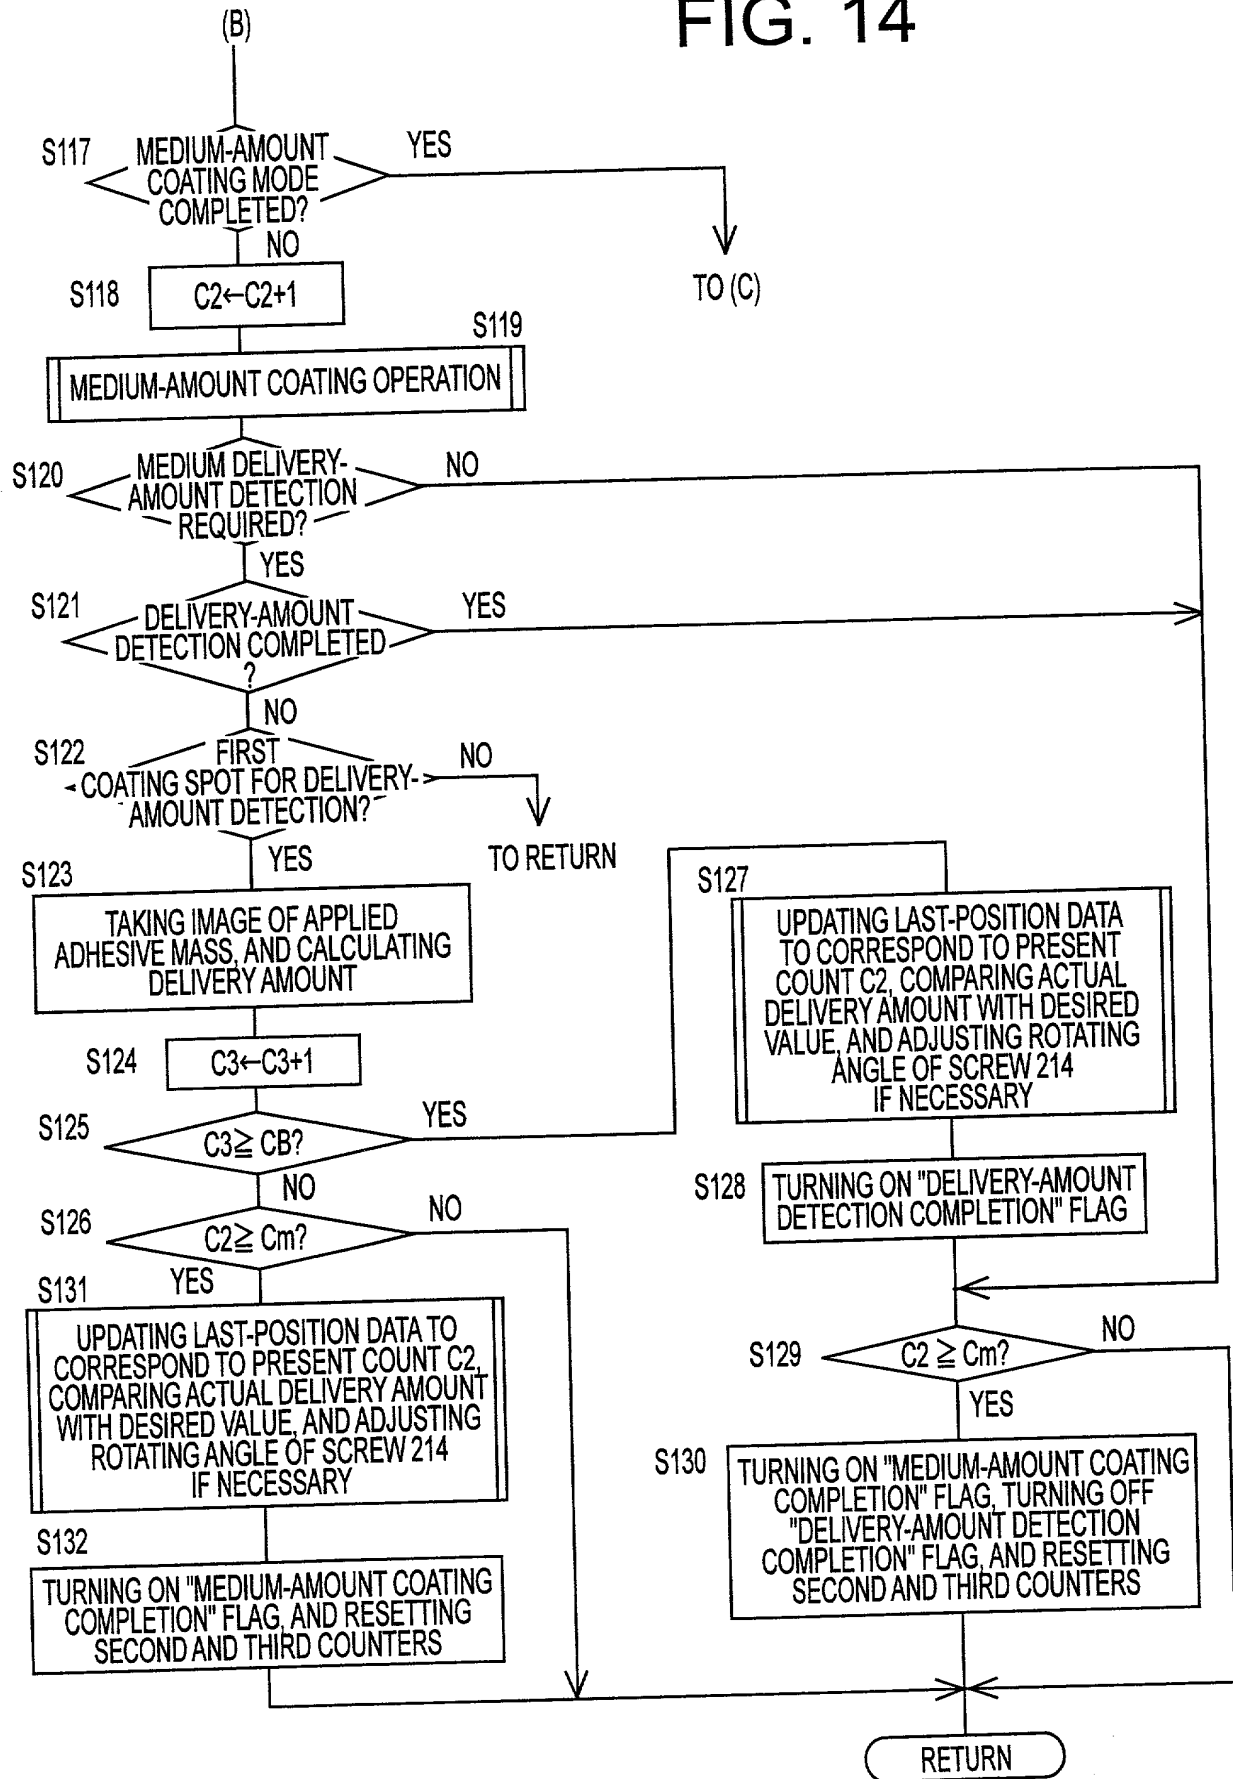 FIG. 14
(B)
S117
MEDIUM-AMOUNT
COATING MODE
COMPLETED?
YES
NO
TO (C)
S118
C2←C2+1
S119
MEDIUM-AMOUNT COATING OPERATION
S120
MEDIUM DELIVERY-
AMOUNT DETECTION
REQUIRED?
NO
YES
S121
DELIVERY-AMOUNT
DETECTION COMPLETED
?
YES
NO
S122
FIRST
COATING SPOT FOR DELIVERY-
AMOUNT DETECTION?
NO
TO RETURN
YES
S123
TAKING IMAGE OF APPLIED
ADHESIVE MASS, AND CALCULATING
DELIVERY AMOUNT
S124
C3←C3+1
S125
C3≧ CB?
YES
NO
S126
C2≧ Cm?
NO
YES
S131
UPDATING LAST-POSITION DATA TO
CORRESPOND TO PRESENT COUNT C2,
COMPARING ACTUAL DELIVERY AMOUNT
WITH DESIRED VALUE, AND ADJUSTING
ROTATING ANGLE OF SCREW 214
IF NECESSARY
S132
TURNING ON "MEDIUM-AMOUNT COATING
COMPLETION" FLAG, AND RESETTING
SECOND AND THIRD COUNTERS
S127
UPDATING LAST-POSITION DATA
TO CORRESPOND TO PRESENT
COUNT C2, COMPARING ACTUAL
DELIVERY AMOUNT WITH DESIRED
VALUE, AND ADJUSTING ROTATING
ANGLE OF SCREW 214
IF NECESSARY
S128
TURNING ON "DELIVERY-AMOUNT
DETECTION COMPLETION" FLAG
S129
C2 ≧ Cm?
NO
YES
S130
TURNING ON "MEDIUM-AMOUNT COATING
COMPLETION" FLAG, TURNING OFF
"DELIVERY-AMOUNT DETECTION
COMPLETION" FLAG, AND RESETTING
SECOND AND THIRD COUNTERS
RETURN